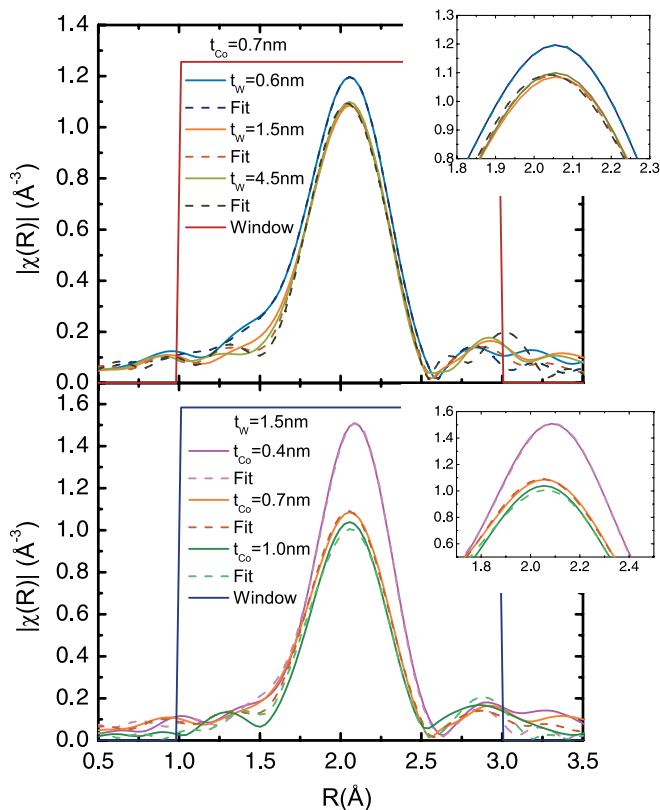 |χ(R)| (Å⁻³)
1.4
1.2
1.0
0.8
0.6
0.4
0.2
0.0
t_Co=0.7nm
t_W=0.6nm
Fit
t_W=1.5nm
Fit
t_W=4.5nm
Fit
Window
1.3
1.2
1.1
1.0
0.9
0.8
1.8 1.9 2.0 2.1 2.2 2.3
|χ(R)| (Å⁻³)
1.6
1.4
1.2
1.0
0.8
0.6
0.4
0.2
0.0
t_W=1.5nm
t_Co=0.4nm
Fit
t_Co=0.7nm
Fit
t_Co=1.0nm
Fit
Window
1.6
1.4
1.2
1.0
0.8
0.6
1.8 2.0 2.2 2.4
0.5 1.0 1.5 2.0 2.5 3.0 3.5
R(Å)